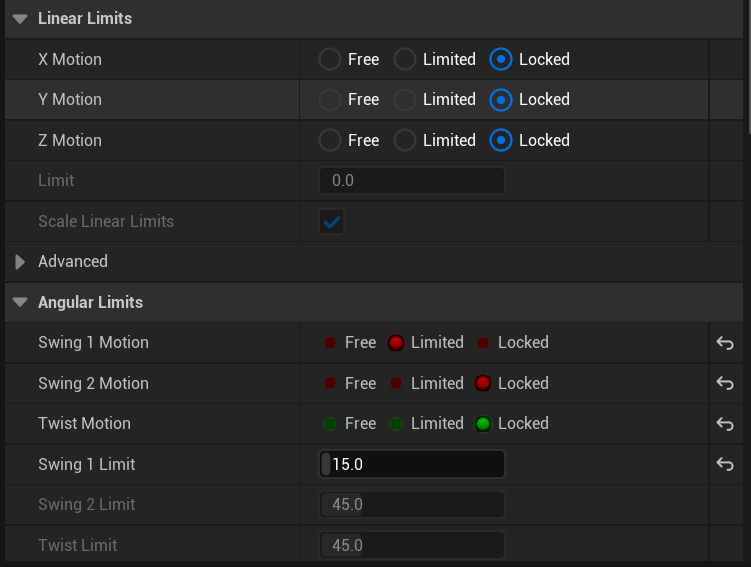 Linear Limits
X Motion Free Limited Locked
Y Motion Free Limited Locked
Z Motion Free Limited Locked
Limit 0.0
Scale Linear Limits
Advanced
Angular Limits
Swing 1 Motion Free Limited Locked
Swing 2 Motion Free Limited Locked
Twist Motion Free Limited Locked
Swing 1 Limit 15.0
Swing 2 Limit 45.0
Twist Limit 45.0